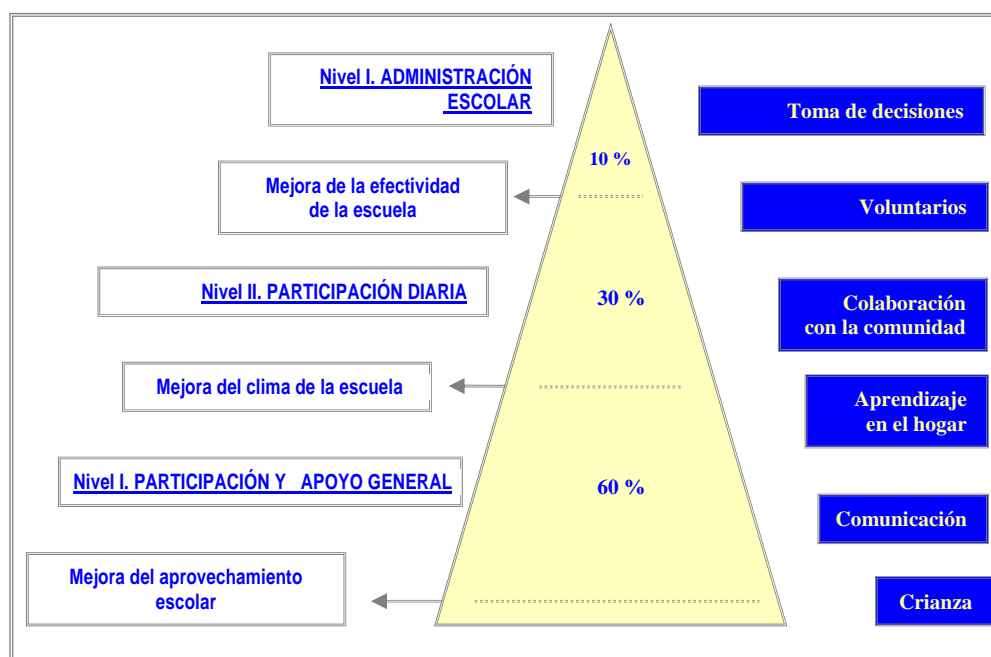 Nivel I. ADMINISTRACIÓN
ESCOLAR
Toma de decisiones
10 %
Mejora de la efectividad
de la escuela
Voluntarios
Nivel II. PARTICIPACIÓN DIARIA
30 %
Colaboración
con la comunidad
Mejora del clima de la escuela
Aprendizaje
en el hogar
Nivel I. PARTICIPACIÓN Y APOYO GENERAL
60 %
Comunicación
Mejora del aprovechamiento
escolar
Crianza